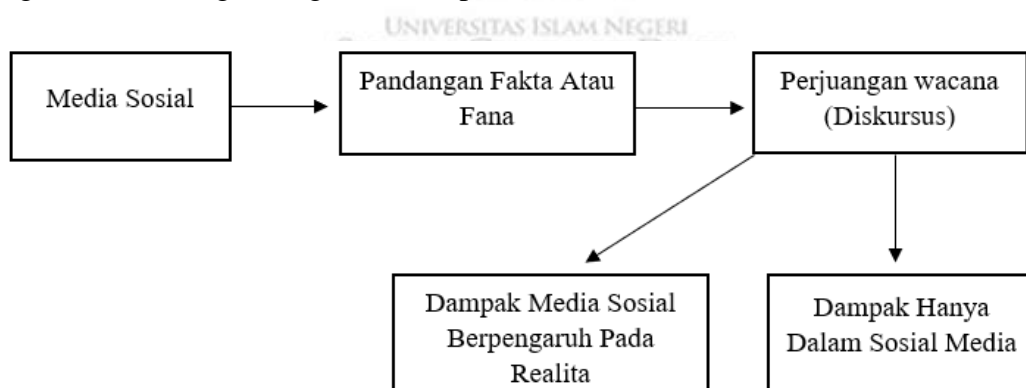 UNIVERSITAS ISLAM NEGERI
Media Sosial
Pandangan Fakta Atau
Fana
Perjuangan wacana
(Diskursus)
Dampak Media Sosial
Berpengaruh Pada
Realita
Dampak Hanya
Dalam Sosial Media